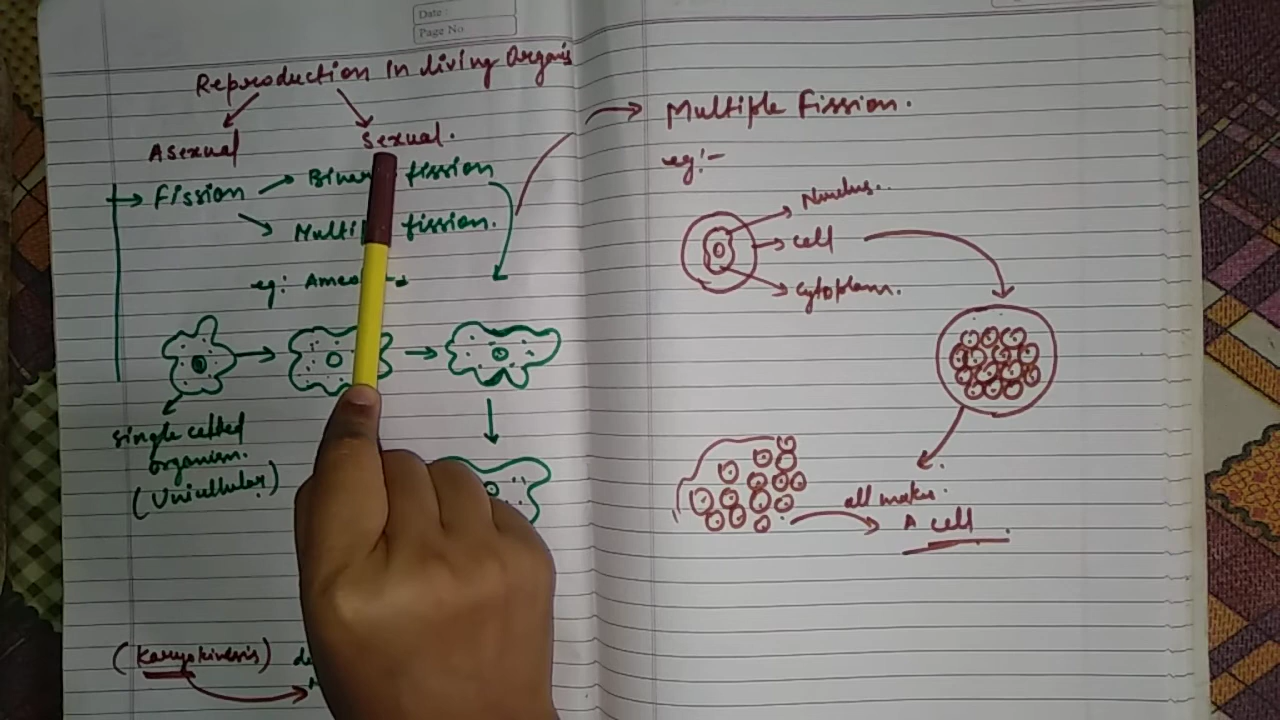 Date :
Page No
Reproduction In living Organis
Asexual
Sexual.
Fission
fission
fission.
eg:
single celled
organism.
(Unicellular)
(Karyokinesis)
Multiple Fission.
eg:-
Nucleus..
cell
cytoplasm.
all makes.
A cell